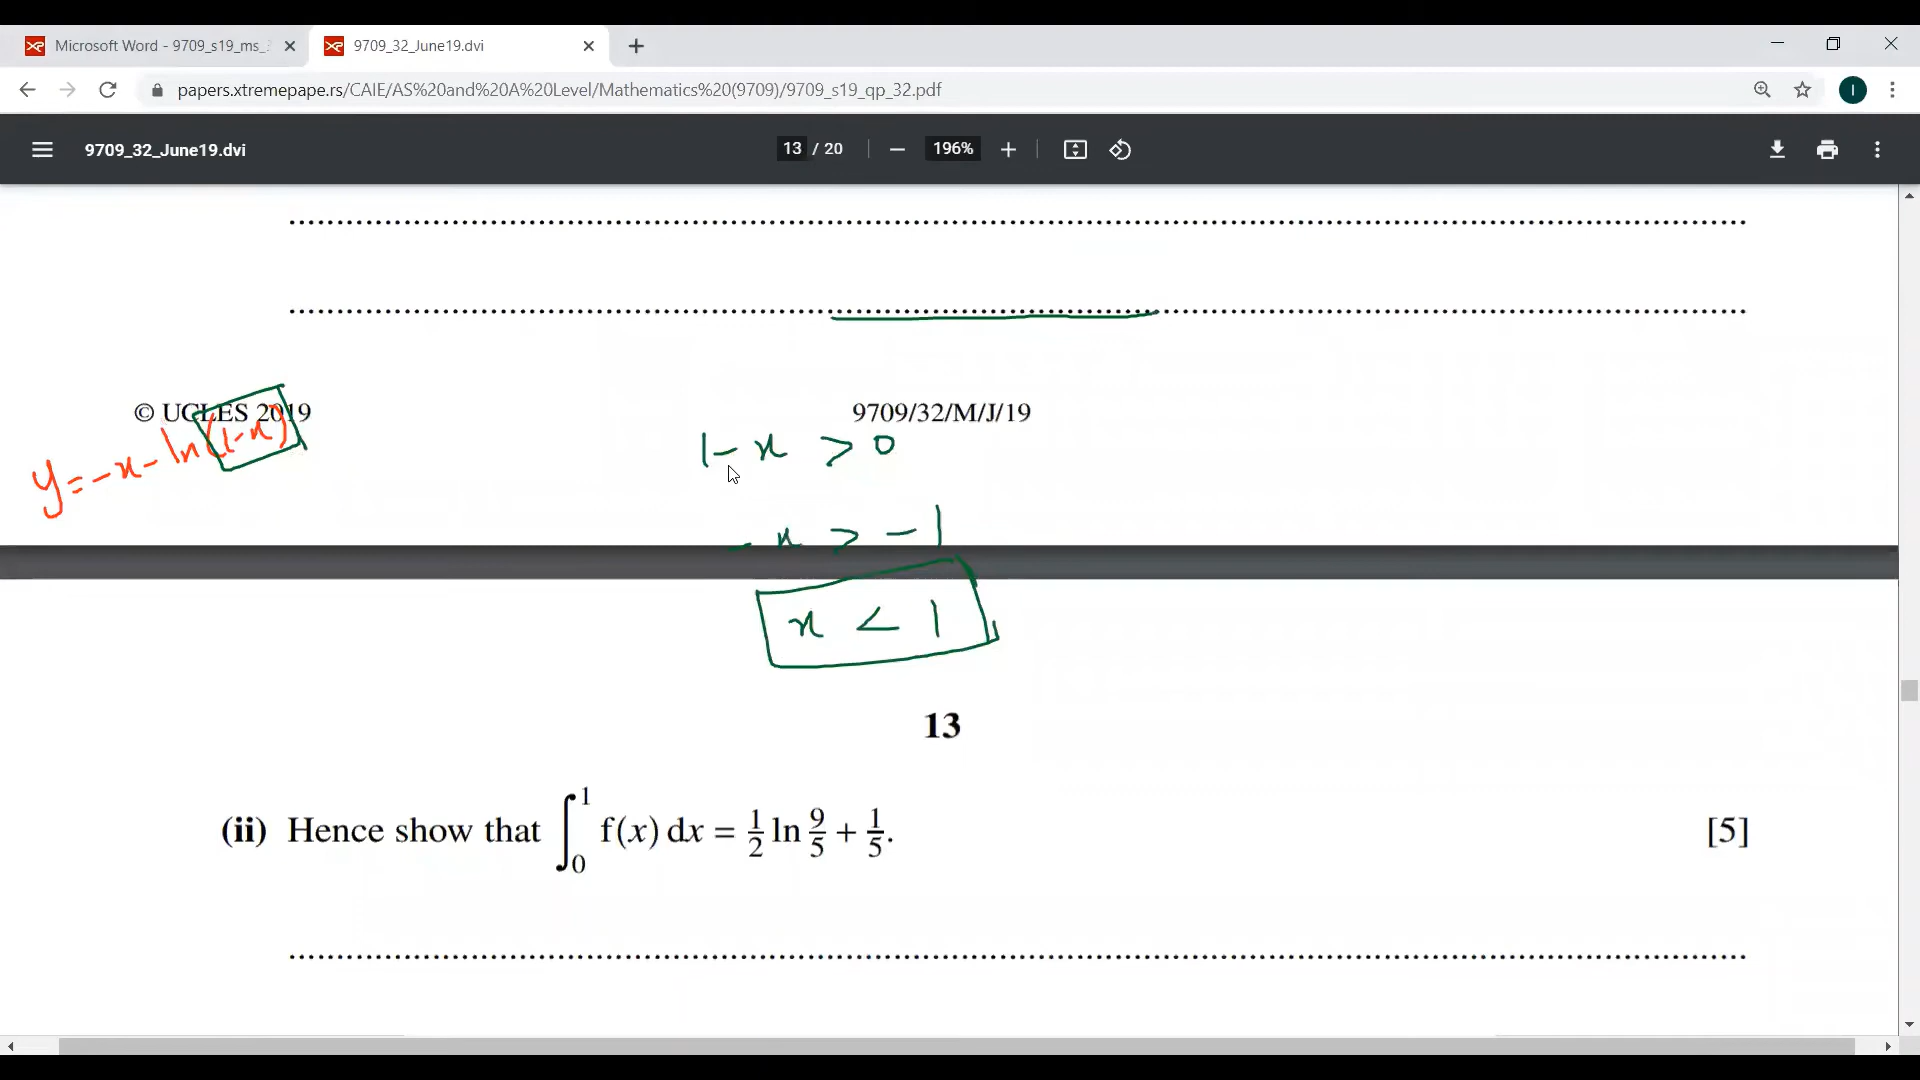 Microsoft Word - 9709_s19_ms_
9709_32_June19.dvi
papers.xtremepape.rs/CAIE/AS%20and%20A%20Level/Mathematics%20(9709)/9709_s19_qp_32.pdf
I
9709_32_June19.dvi
13 / 20
196%
© UCLES 2019
9709/32/M/J/19
y = -x - ln(1-x)
1 - x > 0
- x > - 1
x < 1
13
(ii) Hence show that ∫₀¹ f(x) dx = 1/2 ln 9/5 + 1/5.
[5]